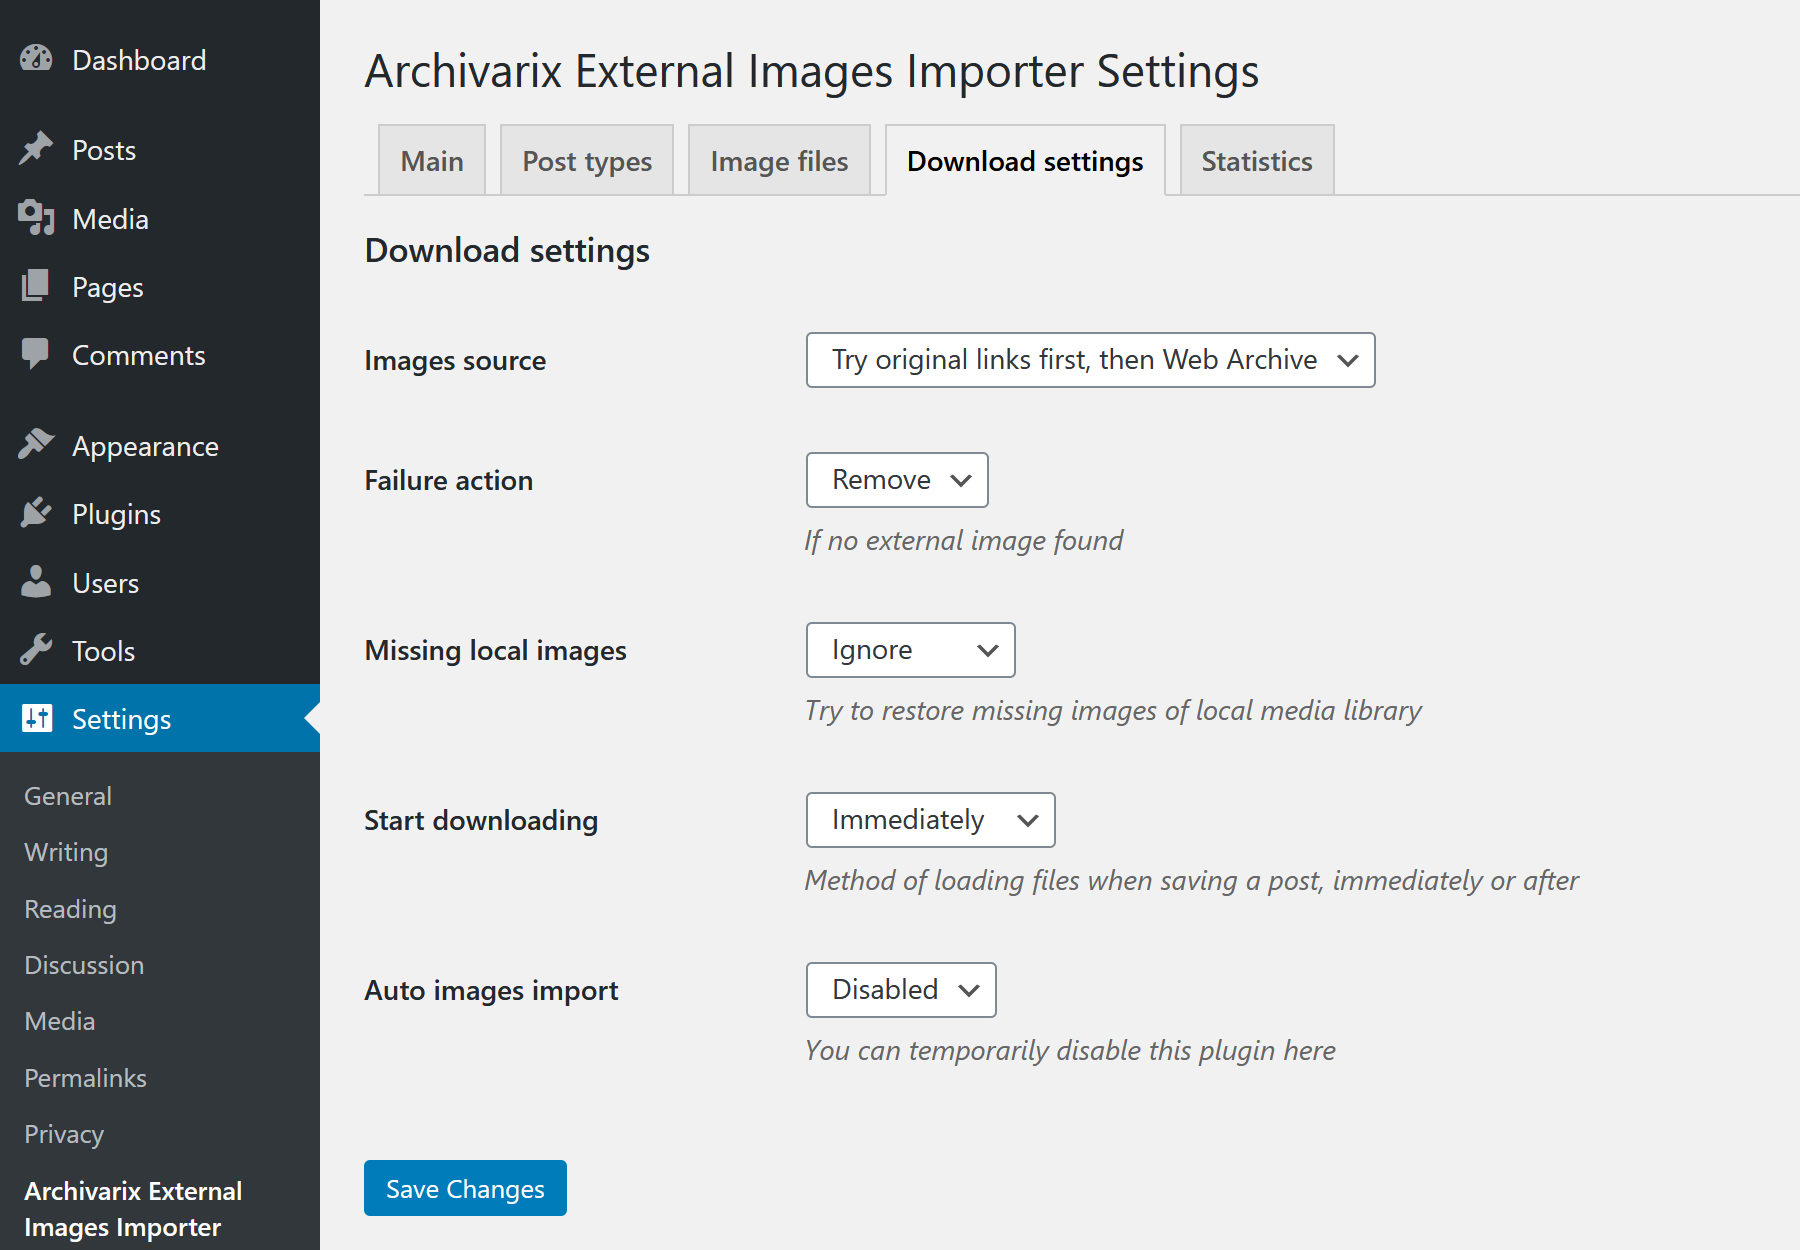 Dashboard
Posts
Media
Pages
Comments
Appearance
Plugins
Users
Tools
Settings
General
Writing
Reading
Discussion
Media
Permalinks
Privacy
Archivarix External
Images Importer
Archivarix External Images Importer Settings
Main
Post types
Image files
Download settings
Statistics
Download settings
Images source
Try original links first, then Web Archive
Failure action
Remove
If no external image found
Missing local images
Ignore
Try to restore missing images of local media library
Start downloading
Immediately
Method of loading files when saving a post, immediately or after
Auto images import
Disabled
You can temporarily disable this plugin here
Save Changes